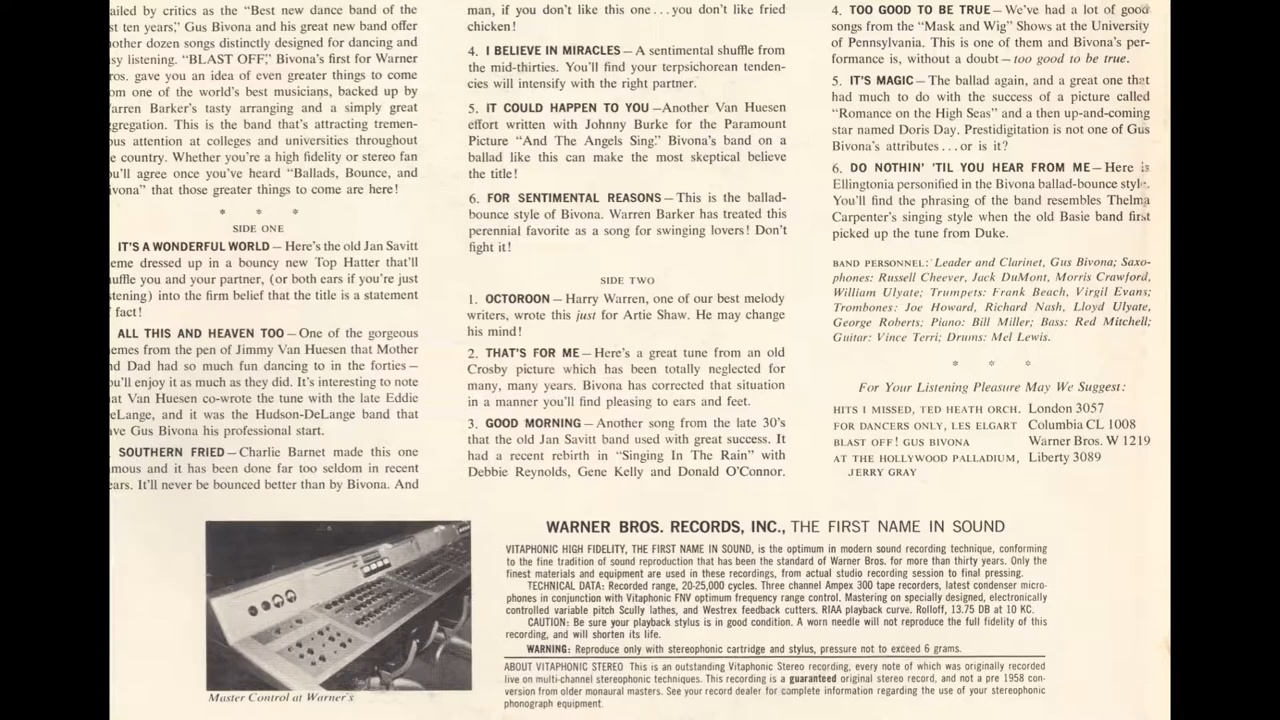 ailed by critics as the “Best new dance band of the
st ten years,” Gus Bivona and his great new band offer
other dozen songs distinctly designed for dancing and
sy listening. “BLAST OFF,” Bivona’s first for Warner
ros. gave you an idea of even greater things to come
om one of the world’s best musicians, backed up by
arren Barker’s tasty arranging and a simply great
gregation. This is the band that’s attracting tremen-
ous attention at colleges and universities throughout
e country. Whether you’re a high fidelity or stereo fan
ou’ll agree once you’ve heard “Ballads, Bounce, and
ivona” that those greater things to come are here!
* * *
SIDE ONE
IT’S A WONDERFUL WORLD – Here’s the old Jan Savitt
eme dressed up in a bouncy new Top Hatter that’ll
uffle you and your partner, (or both ears if you’re just
tening) into the firm belief that the title is a statement
fact!
ALL THIS AND HEAVEN TOO – One of the gorgeous
emes from the pen of Jimmy Van Huesen that Mother
d Dad had so much fun dancing to in the forties –
ou’ll enjoy it as much as they did. It’s interesting to note
at Van Huesen co-wrote the tune with the late Eddie
eLange, and it was the Hudson-DeLange band that
ve Gus Bivona his professional start.
SOUTHERN FRIED – Charlie Barnet made this one
mous and it has been done far too seldom in recent
ears. It’ll never be bounced better than by Bivona. And
man, if you don’t like this one . . . you don’t like fried
chicken!
4. I BELIEVE IN MIRACLES – A sentimental shuffle from
the mid-thirties. You’ll find your terpsichorean tenden-
cies will intensify with the right partner.
5. IT COULD HAPPEN TO YOU – Another Van Huesen
effort written with Johnny Burke for the Paramount
Picture “And The Angels Sing.” Bivona’s band on a
ballad like this can make the most skeptical believe
the title!
6. FOR SENTIMENTAL REASONS – This is the ballad-
bounce style of Bivona. Warren Barker has treated this
perennial favorite as a song for swinging lovers! Don’t
fight it!
SIDE TWO
1. OCTOROON – Harry Warren, one of our best melody
writers, wrote this just for Artie Shaw. He may change
his mind!
2. THAT’S FOR ME – Here’s a great tune from an old
Crosby picture which has been totally neglected for
many, many years. Bivona has corrected that situation
in a manner you’ll find pleasing to ears and feet.
3. GOOD MORNING – Another song from the late 30’s
that the old Jan Savitt band used with great success. It
had a recent rebirth in “Singing In The Rain” with
Debbie Reynolds, Gene Kelly and Donald O’Connor.
4. TOO GOOD TO BE TRUE – We’ve had a lot of good
songs from the “Mask and Wig” Shows at the University
of Pennsylvania. This is one of them and Bivona’s per-
formance is, without a doubt – too good to be true.
5. IT’S MAGIC – The ballad again, and a great one that
had much to do with the success of a picture called
“Romance on the High Seas” and a then up-and-coming
star named Doris Day. Prestidigitation is not one of Gus
Bivona’s attributes . . . or is it?
6. DO NOTHIN’ ’TIL YOU HEAR FROM ME – Here is
Ellingtonia personified in the Bivona ballad-bounce style.
You’ll find the phrasing of the band resembles Thelma
Carpenter’s singing style when the old Basie band first
picked up the tune from Duke.
BAND PERSONNEL: Leader and Clarinet, Gus Bivona; Saxo-
phones: Russell Cheever, Jack DuMont, Morris Crawford,
William Ulyate; Trumpets: Frank Beach, Virgil Evans;
Trombones: Joe Howard, Richard Nash, Lloyd Ulyate,
George Roberts; Piano: Bill Miller; Bass: Red Mitchell;
Guitar: Vince Terri; Drums: Mel Lewis.
* * *
For Your Listening Pleasure May We Suggest:
HITS I MISSED, TED HEATH ORCH. London 3057
FOR DANCERS ONLY, LES ELGART Columbia CL 1008
BLAST OFF! GUS BIVONA Warner Bros. W 1219
AT THE HOLLYWOOD PALLADIUM, Liberty 3089
JERRY GRAY
WARNER BROS. RECORDS, INC., THE FIRST NAME IN SOUND
VITAPHONIC HIGH FIDELITY, THE FIRST NAME IN SOUND, is the optimum in modern sound recording technique, conforming
to the fine tradition of sound reproduction that has been the standard of Warner Bros. for more than thirty years. Only the
finest materials and equipment are used in these recordings, from actual studio recording session to final pressing.
TECHNICAL DATA: Recorded range, 20-25,000 cycles. Three channel Ampex 300 tape recorders, latest condenser micro-
phones in conjunction with Vitaphonic FNV optimum frequency range control. Mastering on specially designed, electronically
controlled variable pitch Scully lathes, and Westrex feedback cutters. RIAA playback curve. Rolloff, 13.75 DB at 10 KC.
CAUTION: Be sure your playback stylus is in good condition. A worn needle will not reproduce the full fidelity of this
recording, and will shorten its life.
WARNING: Reproduce only with stereophonic cartridge and stylus, pressure not to exceed 6 grams.
ABOUT VITAPHONIC STEREO This is an outstanding Vitaphonic Stereo recording, every note of which was originally recorded
live on multi-channel stereophonic techniques. This recording is a guaranteed original stereo record, and not a pre 1958 con-
version from older monaural masters. See your record dealer for complete information regarding the use of your stereophonic
phonograph equipment.
Master Control at Warner’s